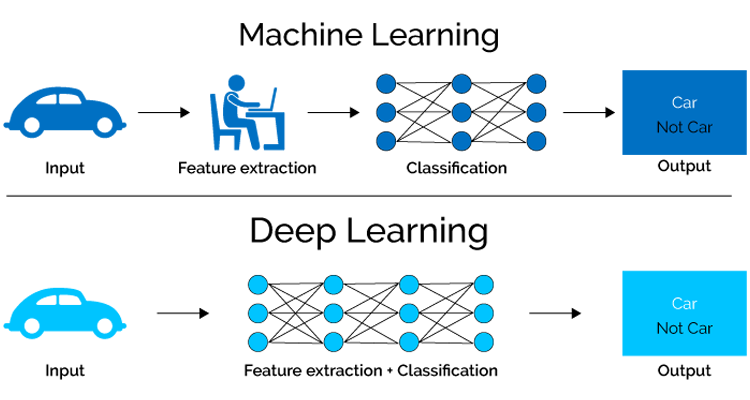 Machine Learning
Car
Not Car
Input
Feature extraction
Classification
Output
Deep Learning
Car
Not Car
Input
Feature extraction + Classification
Output